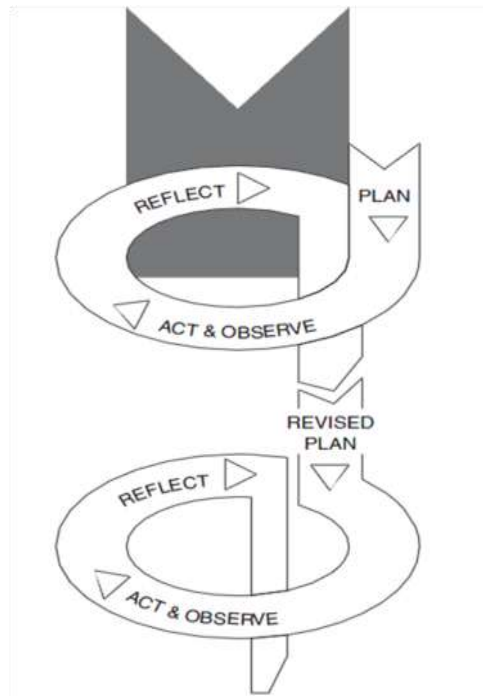 REFLECT
PLAN
ACT & OBSERVE
REVISED
PLAN
REFLECT
ACT & OBSERVE